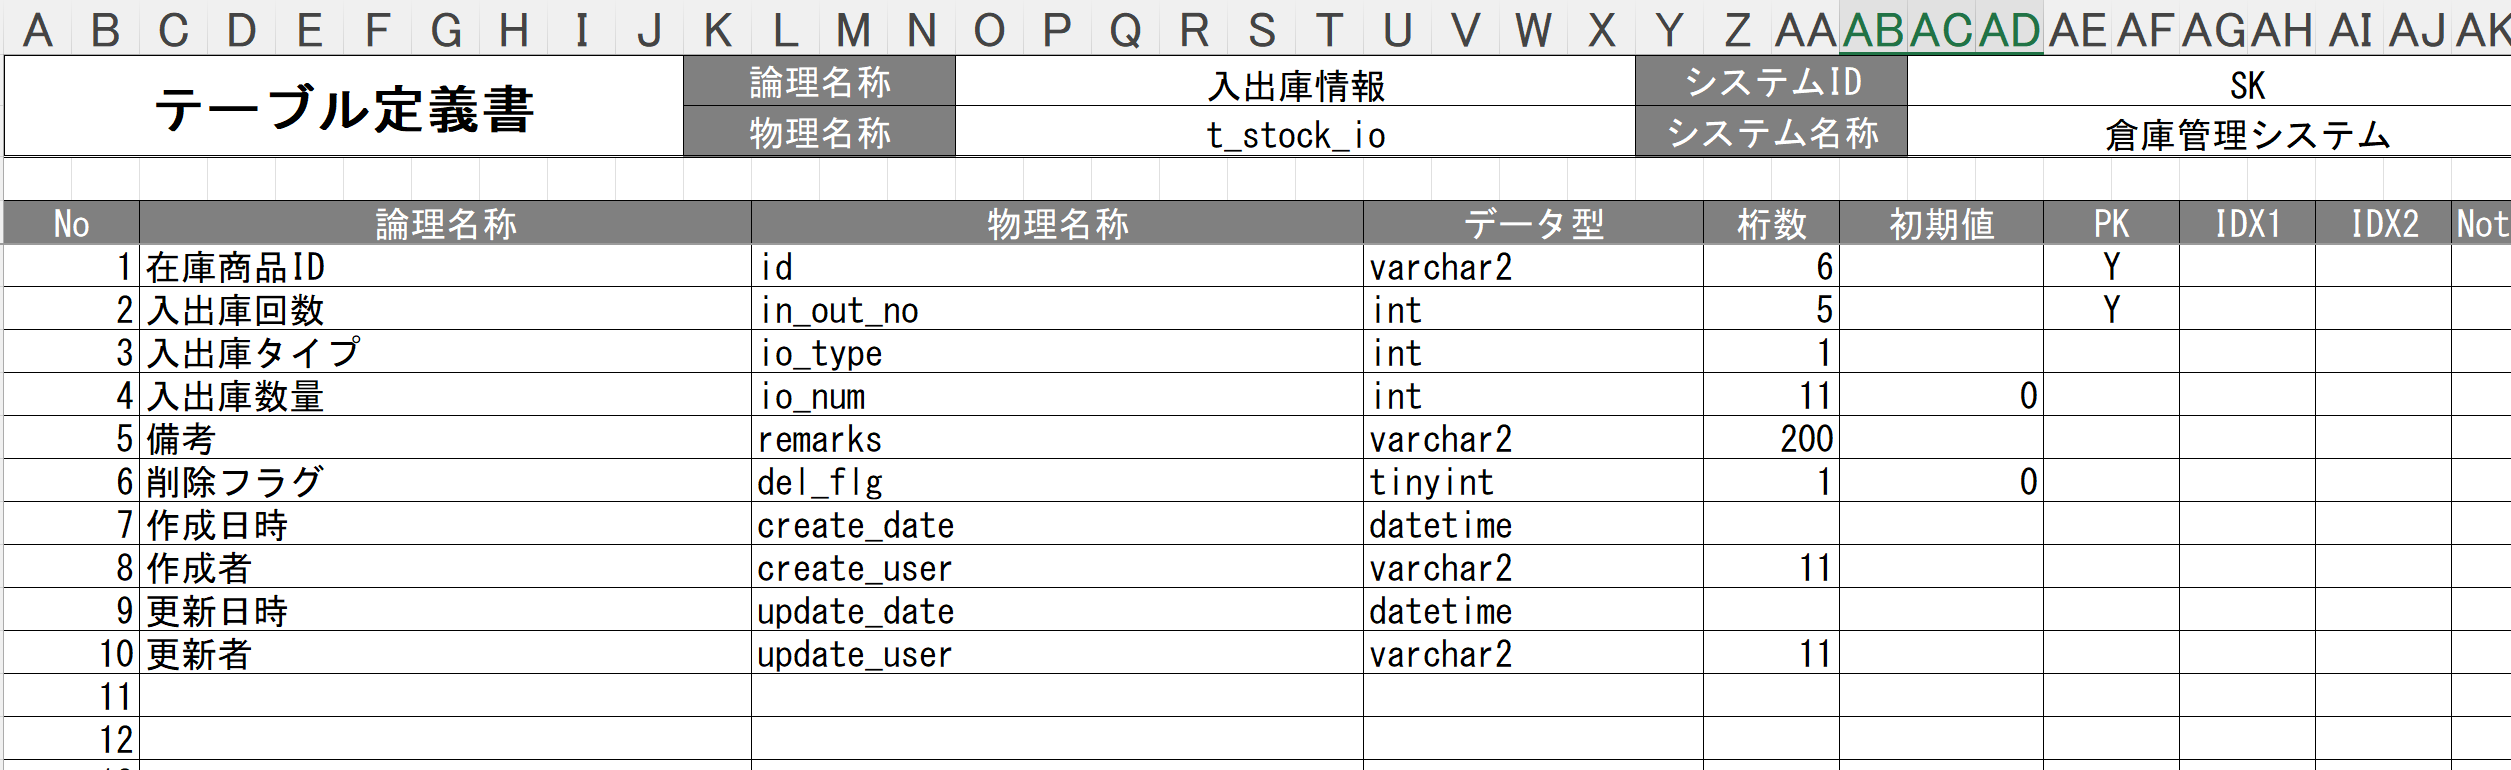 A B C D E F G H I J K L M N O P Q R S T U V W X Y Z AA AB AC AD AE AF AG AH AI AJ AK
テーブル定義書 論理名称 入出庫情報 システムID SK
物理名称 t_stock_io システム名称 倉庫管理システム
No 論理名称 物理名称 データ型 桁数 初期値 PK IDX1 IDX2 Not
1 在庫商品ID id varchar2 6 Y
2 入出庫回数 in_out_no int 5 Y
3 入出庫タイプ io_type int 1
4 入出庫数量 io_num int 11 0
5 備考 remarks varchar2 200
6 削除フラグ del_flg tinyint 1 0
7 作成日時 create_date datetime
8 作成者 create_user varchar2 11
9 更新日時 update_date datetime
10 更新者 update_user varchar2 11
11
12